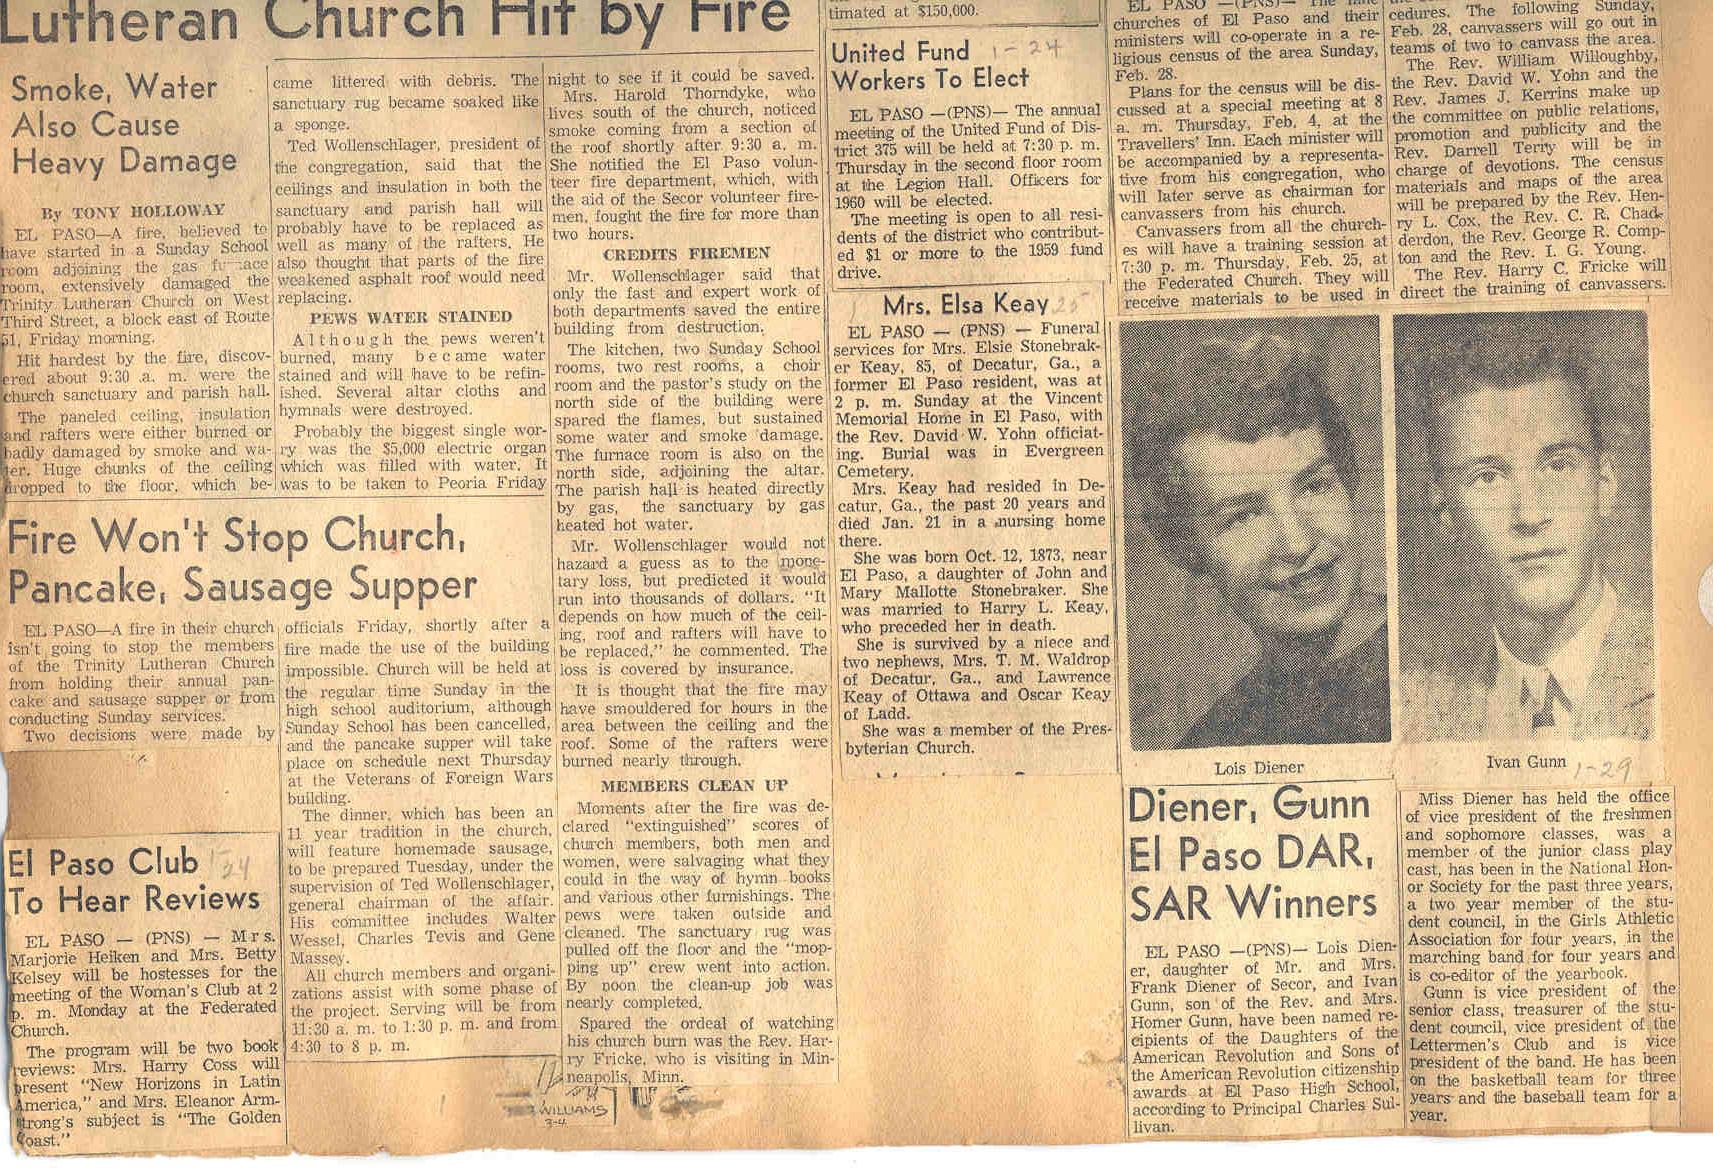 Lutheran Church Hit by Fire
Smoke, Water
Also Cause
Heavy Damage
By TONY HOLLOWAY
EL PASO—A fire, believed to
have started in a Sunday School
room adjoining the gas furnace
room, extensively damaged the
Trinity Lutheran Church on West
Third Street, a block east of Route
51, Friday morning.
Hit hardest by the fire, discov-
ered about 9:30 a. m. were the
church sanctuary and parish hall.
The paneled ceiling, insulation
and rafters were either burned or
badly damaged by smoke and wa-
ter. Huge chunks of the ceiling
dropped to the floor, which be-
came littered with debris. The
sanctuary rug became soaked like
a sponge.
Ted Wollenschlager, president of
the congregation, said that the
ceilings and insulation in both the
sanctuary and parish hall will
probably have to be replaced as
well as many of the rafters. He
also thought that parts of the fire
weakened asphalt roof would need
replacing.
PEWS WATER STAINED
Although the pews weren't
burned, many became water
stained and will have to be refin-
ished. Several altar cloths and
hymnals were destroyed.
Probably the biggest single wor-
ry was the $5,000 electric organ
which was filled with water. It
was to be taken to Peoria Friday
night to see if it could be saved.
Mrs. Harold Thorndyke, who
lives south of the church, noticed
smoke coming from a section of
the roof shortly after 9:30 a. m.
She notified the El Paso volun-
teer fire department, which, with
the aid of the Secor volunteer fire-
men, fought the fire for more than
two hours.
CREDITS FIREMEN
Mr. Wollenschlager said that
only the fast and expert work of
both departments saved the entire
building from destruction.
The kitchen, two Sunday School
rooms, two rest rooms, a choir
room and the pastor's study on the
north side of the building were
spared the flames, but sustained
some water and smoke damage.
The furnace room is also on the
north side, adjoining the altar.
The parish hall is heated directly
by gas, the sanctuary by gas
heated hot water.
Mr. Wollenschlager would not
hazard a guess as to the mone-
tary loss, but predicted it would
run into thousands of dollars. "It
depends on how much of the ceil-
ing, roof and rafters will have to
be replaced," he commented. The
loss is covered by insurance.
It is thought that the fire may
have smouldered for hours in the
area between the ceiling and the
roof. Some of the rafters were
burned nearly through.
MEMBERS CLEAN UP
Moments after the fire was de-
clared "extinguished" scores of
church members, both men and
women, were salvaging what they
could in the way of hymn books
and various other furnishings. The
pews were taken outside and
cleaned. The sanctuary rug was
pulled off the floor and the "mop-
ping up" crew went into action.
By noon the clean-up job was
nearly completed.
Spared the ordeal of watching
his church burn was the Rev. Har-
ry Fricke, who is visiting in Min-
neapolis, Minn.
Fire Won't Stop Church,
Pancake, Sausage Supper
EL PASO—A fire in their church
isn't going to stop the members
of the Trinity Lutheran Church
from holding their annual pan-
cake and sausage supper or from
conducting Sunday services.
Two decisions were made by
officials Friday, shortly after a
fire made the use of the building
impossible. Church will be held at
the regular time Sunday in the
high school auditorium, although
Sunday School has been cancelled,
and the pancake supper will take
place on schedule next Thursday
at the Veterans of Foreign Wars
building.
The dinner, which has been an
11 year tradition in the church,
will feature homemade sausage,
to be prepared Tuesday, under the
supervision of Ted Wollenschlager,
general chairman of the affair.
His committee includes Walter
Wessel, Charles Tevis and Gene
Massey.
All church members and organi-
zations assist with some phase of
the project. Serving will be from
11:30 a. m. to 1:30 p. m. and from
4:30 to 8 p. m.
El Paso Club 1-24
To Hear Reviews
EL PASO — (PNS) — Mrs.
Marjorie Heiken and Mrs. Betty
Kelsey will be hostesses for the
meeting of the Woman's Club at 2
p. m. Monday at the Federated
Church.
The program will be two book
reviews: Mrs. Harry Coss will
present "New Horizons in Latin
America," and Mrs. Eleanor Arm-
strong's subject is "The Golden
Coast."
WILLIAMS
3-4
timated at $150,000.
United Fund 1-24
Workers To Elect
EL PASO —(PNS)— The annual
meeting of the United Fund of Dis-
trict 375 will be held at 7:30 p. m.
Thursday in the second floor room
at the Legion Hall. Officers for
1960 will be elected.
The meeting is open to all resi-
dents of the district who contribut-
ed $1 or more to the 1959 fund
drive.
Mrs. Elsa Keay 25
EL PASO — (PNS) — Funeral
services for Mrs. Elsie Stonebrak-
er Keay, 85, of Decatur, Ga., a
former El Paso resident, was at
2 p. m. Sunday at the Vincent
Memorial Home in El Paso, with
the Rev. David W. Yohn officiat-
ing. Burial was in Evergreen
Cemetery.
Mrs. Keay had resided in De-
catur, Ga., the past 20 years and
died Jan. 21 in a nursing home
there.
She was born Oct. 12, 1873, near
El Paso, a daughter of John and
Mary Mallotte Stonebraker. She
was married to Harry L. Keay,
who preceded her in death.
She is survived by a niece and
two nephews, Mrs. T. M. Waldrop
of Decatur, Ga., and Lawrence
Keay of Ottawa and Oscar Keay
of Ladd.
She was a member of the Pres-
byterian Church.
EL PASO —(PNS)— The nine
churches of El Paso and their
ministers will co-operate in a re-
ligious census of the area Sunday,
Feb. 28.
Plans for the census will be dis-
cussed at a special meeting at 8
a. m. Thursday, Feb. 4, at the
Travellers' Inn. Each minister will
be accompanied by a representa-
tive from his congregation, who
will later serve as chairman for
canvassers from his church.
Canvassers from all the church-
es will have a training session at
7:30 p. m. Thursday, Feb. 25, at
the Federated Church. They will
receive materials to be used in
cedures. The following Sunday,
Feb. 28, canvassers will go out in
teams of two to canvass the area.
The Rev. William Willoughby,
the Rev. David W. Yohn and the
Rev. James J. Kerrins make up
the committee on public relations,
promotion and publicity and the
Rev. Darrell Terry will be in
charge of devotions. The census
materials and maps of the area
will be prepared by the Rev. Hen-
ry L. Cox, the Rev. C. R. Chad-
derdon, the Rev. George R. Comp-
ton and the Rev. I. G. Young.
The Rev. Harry C. Fricke will
direct the training of canvassers.
Lois Diener
Ivan Gunn 1-29
Diener, Gunn
El Paso DAR,
SAR Winners
EL PASO —(PNS)— Lois Dien-
er, daughter of Mr. and Mrs.
Frank Diener of Secor, and Ivan
Gunn, son of the Rev. and Mrs.
Homer Gunn, have been named re-
cipients of the Daughters of the
American Revolution and Sons of
the American Revolution citizenship
awards at El Paso High School,
according to Principal Charles Sul-
livan.
Miss Diener has held the office
of vice president of the freshmen
and sophomore classes, was a
member of the junior class play
cast, has been in the National Hon-
or Society for the past three years,
a two year member of the stu-
dent council, in the Girls Athletic
Association for four years, in the
marching band for four years and
is co-editor of the yearbook.
Gunn is vice president of the
senior class, treasurer of the stu-
dent council, vice president of the
Lettermen's Club and is vice
president of the band. He has been
on the basketball team for three
years and the baseball team for a
year.